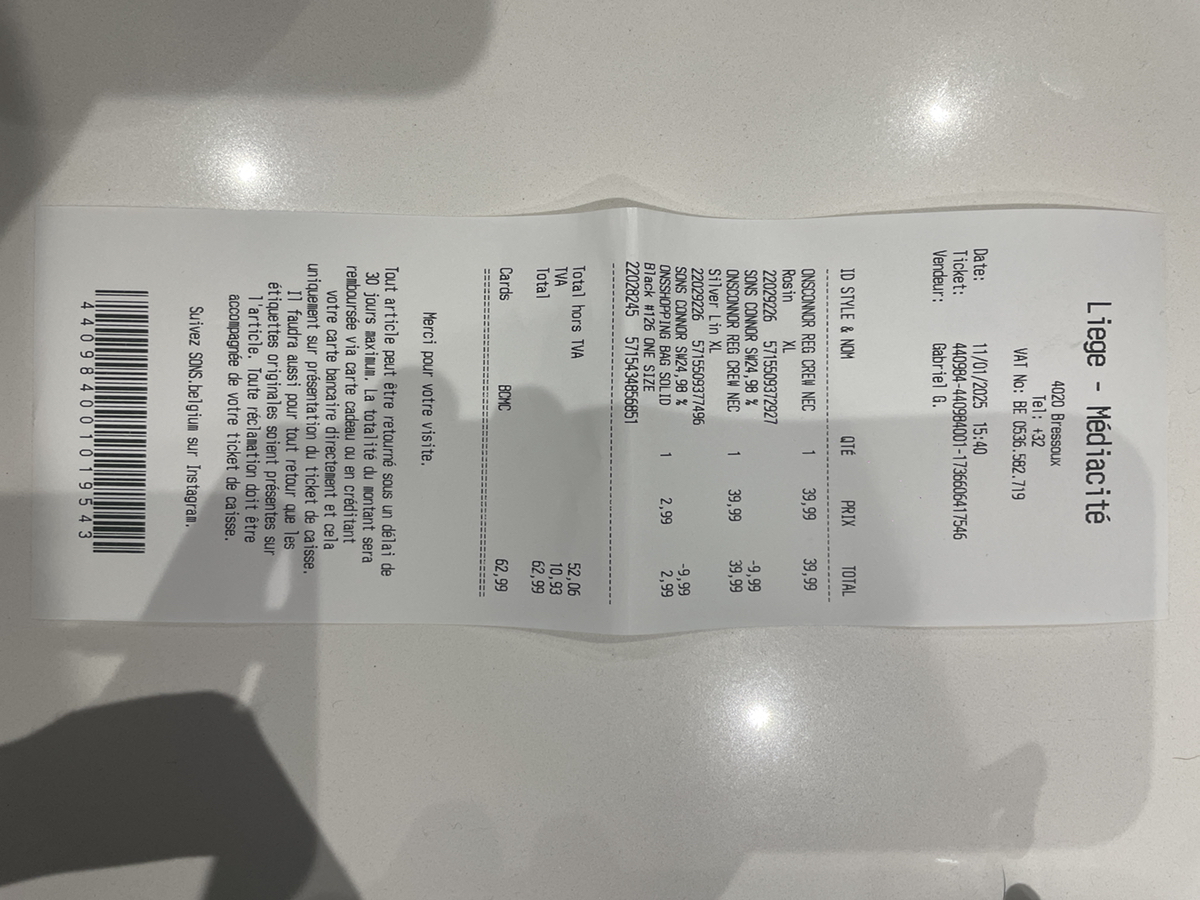 Liege - Médiacité
4020 Bressoux
Tel: +32
VAT No: BE 0536.582.719
Date: 11/01/2025 15:40
Ticket: 440984-440984001-1736606417546
Vendeur: Gabriel G.
ID STYLE & NOM QTÉ PRIX TOTAL
ONSCONNOR REG CREW NEC 1 39,99 39,99
Rosin XL
22029226 5715509372927
SONS CONNOR SW24,98 % -9,99
ONSCONNOR REG CREW NEC 1 39,99 39,99
Silver Lin XL
22029226 5715509377496
SONS CONNOR SW24,98 % -9,99
ONSSHOPPING BAG SOLID 1 2,99 2,99
Black #126 ONE SIZE
22028245 5715434856851
Total hors TVA 52,06
TVA 10,93
Total 62,99
Cards BCMC 62,99
Merci pour votre visite.
Tout article peut être retourné sous un délai de
30 jours maximum. La totalité du montant sera
remboursée via carte cadeau ou en créditant
votre carte bancaire directement et cela
uniquement sur présentation du ticket de caisse.
Il faudra aussi pour tout retour que les
étiquettes originales soient présentes sur
l'article. Toute réclamation doit être
accompagnée de votre ticket de caisse.
Suivez SONS.belgium sur Instagram.
44098400101019543